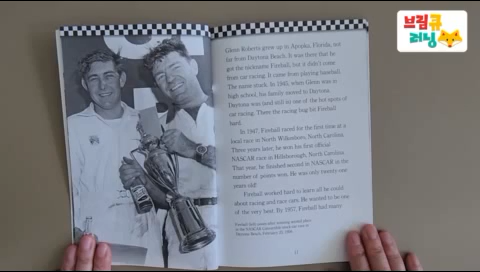 브릭큐
러닝
Glenn Roberts grew up in Apopka, Florida, not
far from Daytona Beach. It was there that he
got the nickname Fireball, but it didn't come
from car racing. It came from playing baseball.
The name stuck. In 1945, when Glenn was in
high school, his family moved to Daytona.
Daytona was (and still is) one of the hot spots of
car racing. There the racing bug bit Fireball
hard.
In 1947, Fireball raced for the first time at a
local race in North Wilkesboro, North Carolina.
Three years later, he won his first official
NASCAR race in Hillsborough, North Carolina.
That year, he finished second in NASCAR in the
number of points won. He was only twenty-one
years old!
Fireball worked hard to learn all he could
about racing and race cars. He wanted to be one
of the very best. By 1957, Fireball had many
11